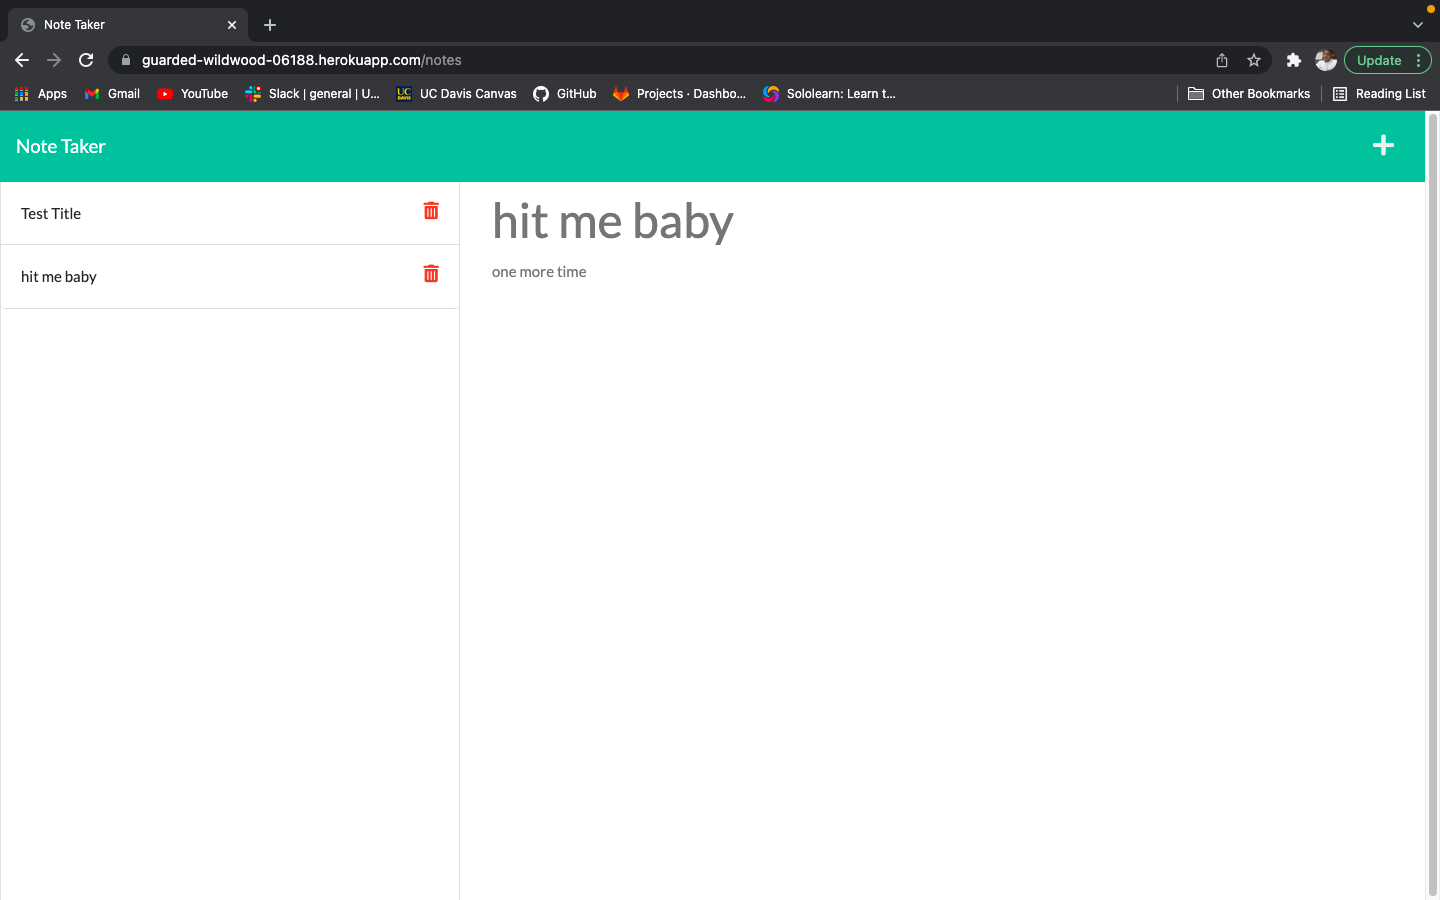 Note Taker
guarded-wildwood-06188.herokuapp.com/notes
Update
Apps
Gmail
YouTube
Slack | general | U...
UC DAVIS
UC Davis Canvas
GitHub
Projects · Dashbo...
Sololearn: Learn t...
Other Bookmarks
Reading List
Note Taker
Test Title
hit me baby
hit me baby
one more time